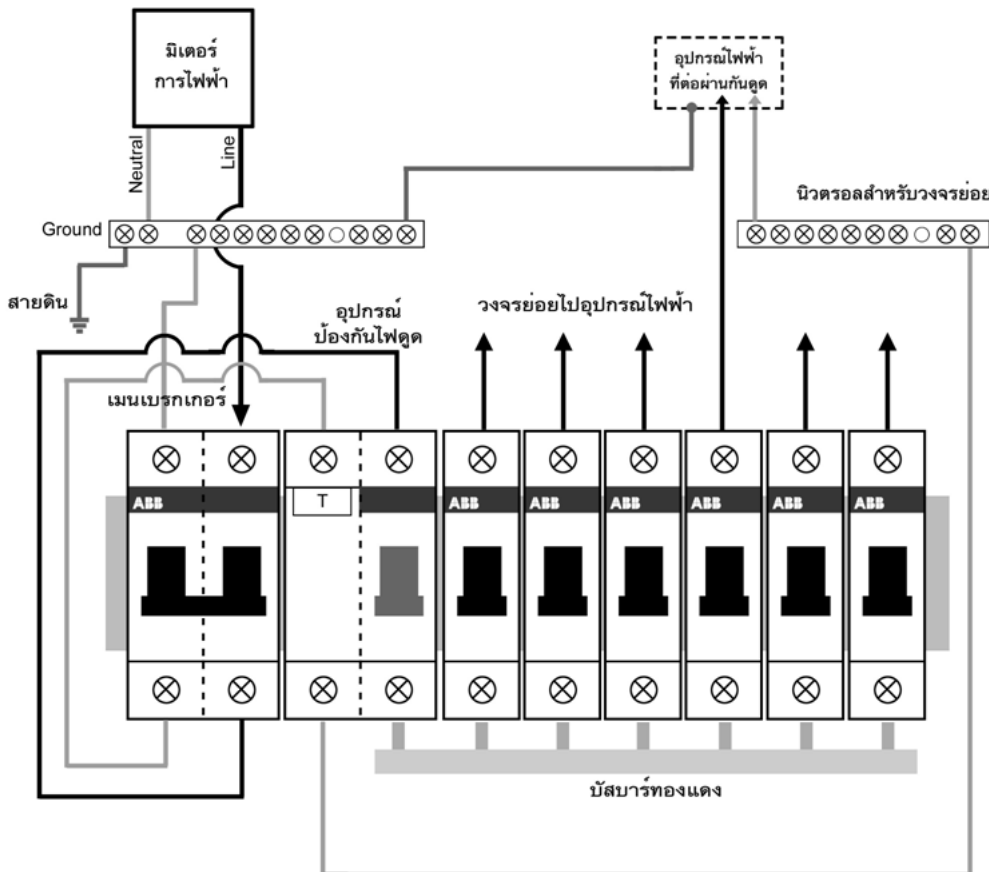 มิเตอร์
การไฟฟ้า
อุปกรณ์ไฟฟ้า
ที่ต่อผ่านกันดูด
Neutral
Line
นิวตรอลสำหรับวงจรย่อย
Ground
สายดิน
อุปกรณ์
ป้องกันไฟดูด
วงจรย่อยไปอุปกรณ์ไฟฟ้า
เมนเบรกเกอร์
ABB
T
ABB
ABB
ABB
ABB
ABB
ABB
บัสบาร์ทองแดง